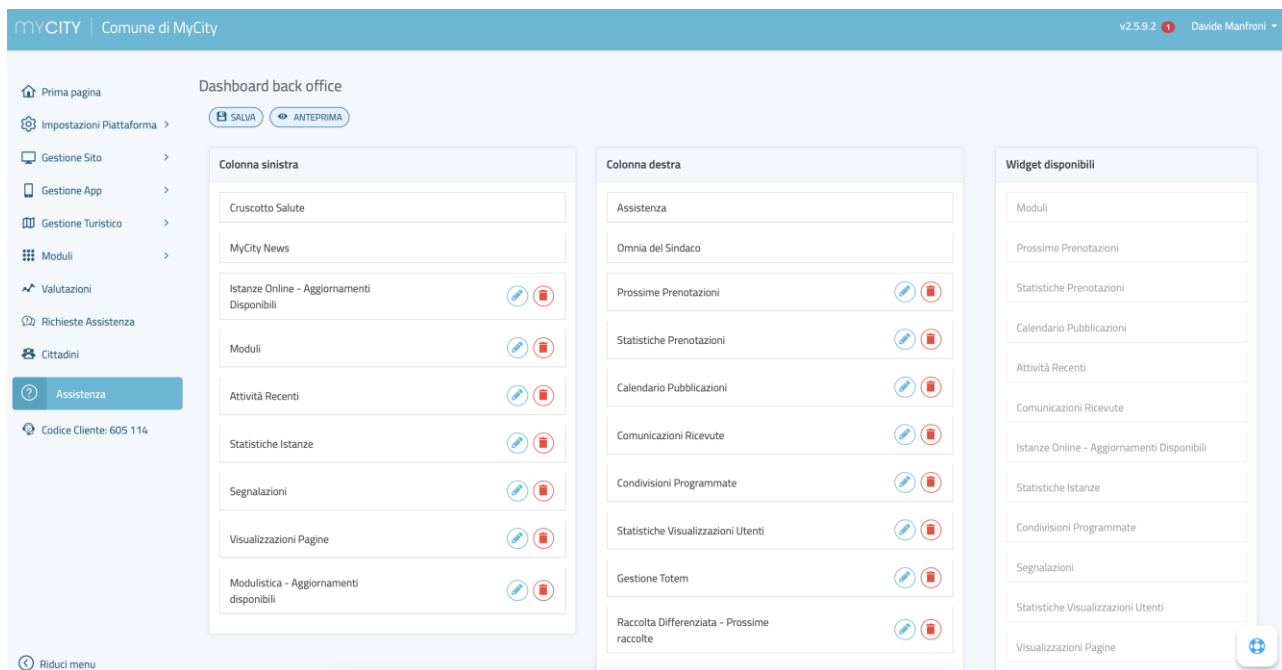 MYCITY | Comune di MyCity
v2.5.9.2 1 Davide Manfroni
Prima pagina
Impostazioni Piattaforma
Gestione Sito
Gestione App
Gestione Turistico
Moduli
Valutazioni
Richieste Assistenza
Cittadini
Assistenza
Codice Cliente: 605 114
Riduci menu
Dashboard back office
SALVA
ANTEPRIMA
Colonna sinistra
Cruscotto Salute
MyCity News
Istanze Online - Aggiornamenti
Disponibili
Moduli
Attività Recenti
Statistiche Istanze
Segnalazioni
Visualizzazioni Pagine
Modulistica - Aggiornamenti
disponibili
Colonna destra
Assistenza
Omnia del Sindaco
Prossime Prenotazioni
Statistiche Prenotazioni
Calendario Pubblicazioni
Comunicazioni Ricevute
Condivisioni Programmate
Statistiche Visualizzazioni Utenti
Gestione Totem
Raccolta Differenziata - Prossime
raccolte
Widget disponibili
Moduli
Prossime Prenotazioni
Statistiche Prenotazioni
Calendario Pubblicazioni
Attività Recenti
Comunicazioni Ricevute
Istanze Online - Aggiornamenti Disponibili
Statistiche Istanze
Condivisioni Programmate
Segnalazioni
Statistiche Visualizzazioni Utenti
Visualizzazioni Pagine